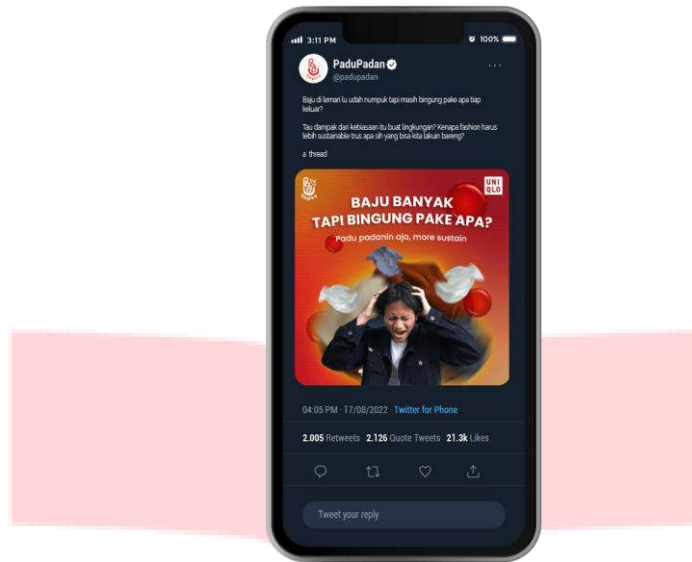 3:11 PM
100%
PaduPadan
@padupadan
...
Baju di lemari lu udah numpuk tapi masih bingung pake apa tiap
keluar?
Tau dampak dari kebiasaan itu buat lingkungan? Kenapa fashion harus
lebih sustainable trus apa sih yang bisa kita lakuin bareng?
a thread
UNI
QLO
BAJU BANYAK
TAPI BINGUNG PAKE APA?
Padu padanin aja, more sustain
04:05 PM · 17/08/2022 · Twitter for Phone
2.005 Retweets 2.126 Quote Tweets 21.3k Likes
Tweet your reply